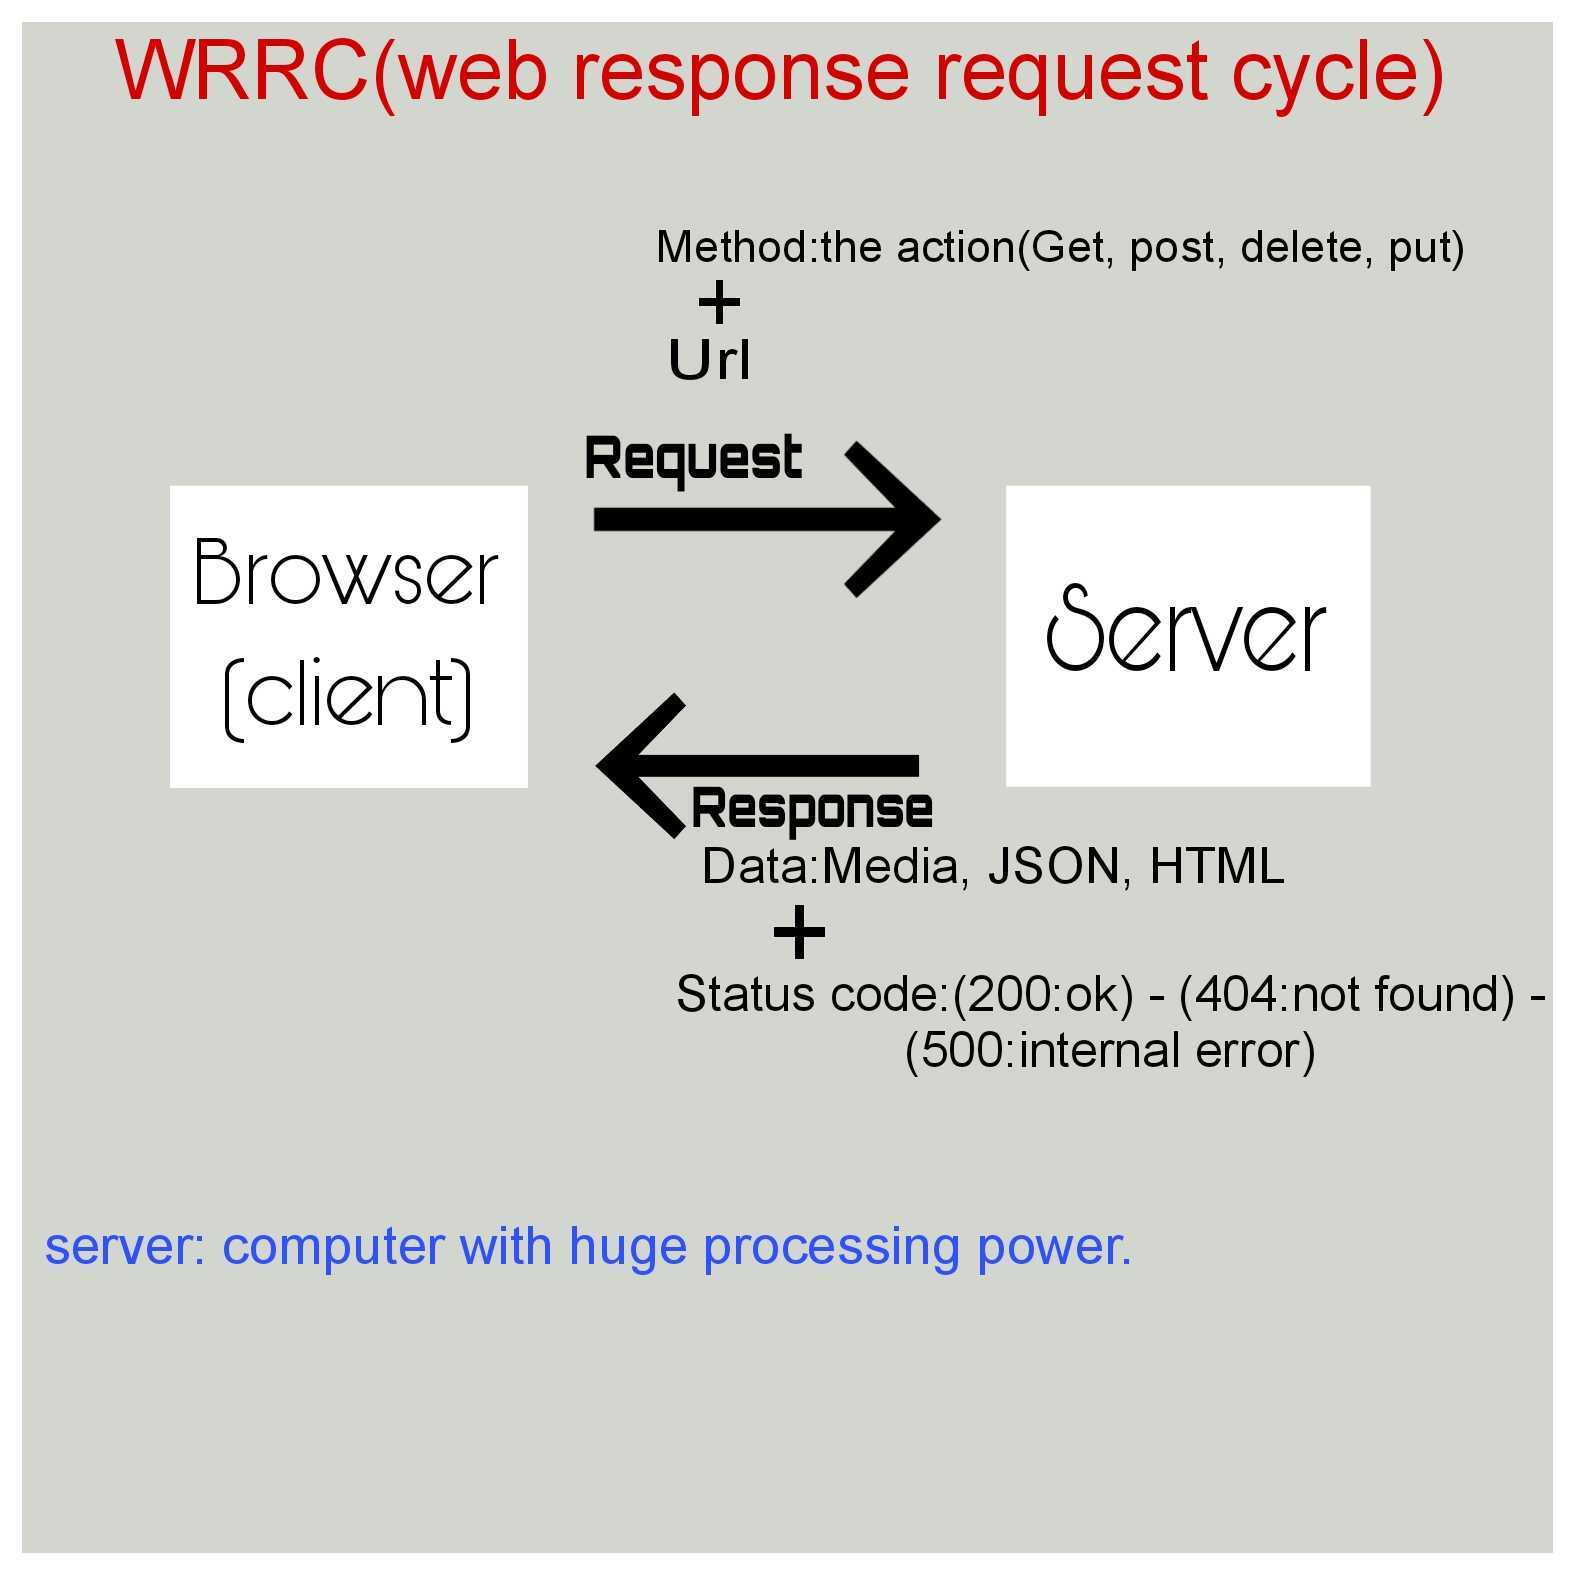 WRRC(web response request cycle)
Method:the action(Get, post, delete, put)
+
Url
Request
Browser
(client)
Server
Response
Data:Media, JSON, HTML
+
Status code:(200:ok) - (404:not found) -
(500:internal error)
server: computer with huge processing power.